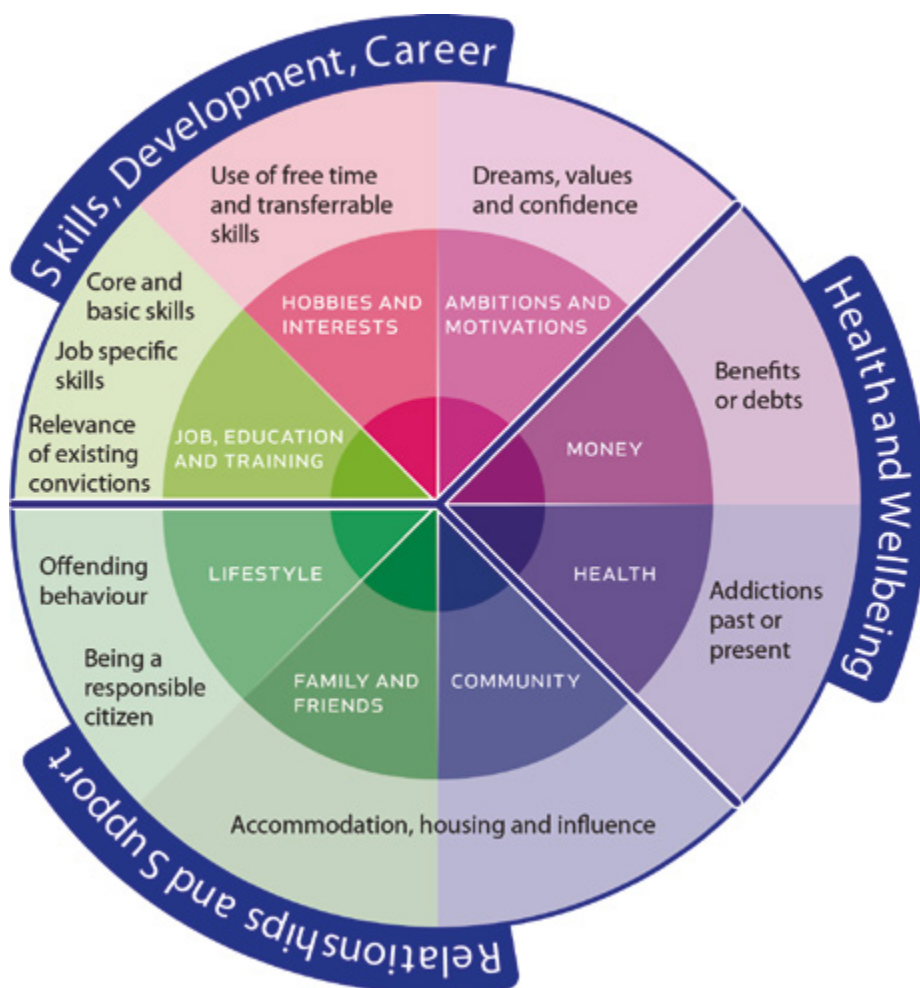 Skills, Development, Career
Use of free time
and transferrable
skills
Dreams, values
and confidence
HOBBIES AND
INTERESTS
AMBITIONS AND
MOTIVATIONS
Core and
basic skills
Job specific
skills
Relevance
of existing
convictions
JOB, EDUCATION
AND TRAINING
MONEY
Benefits
or debts
Health and Wellbeing
HEALTH
Addictions
past or
present
Offending
behaviour
Being a
responsible
citizen
LIFESTYLE
FAMILY AND
FRIENDS
COMMUNITY
Accommodation, housing and influence
Relationships and Support